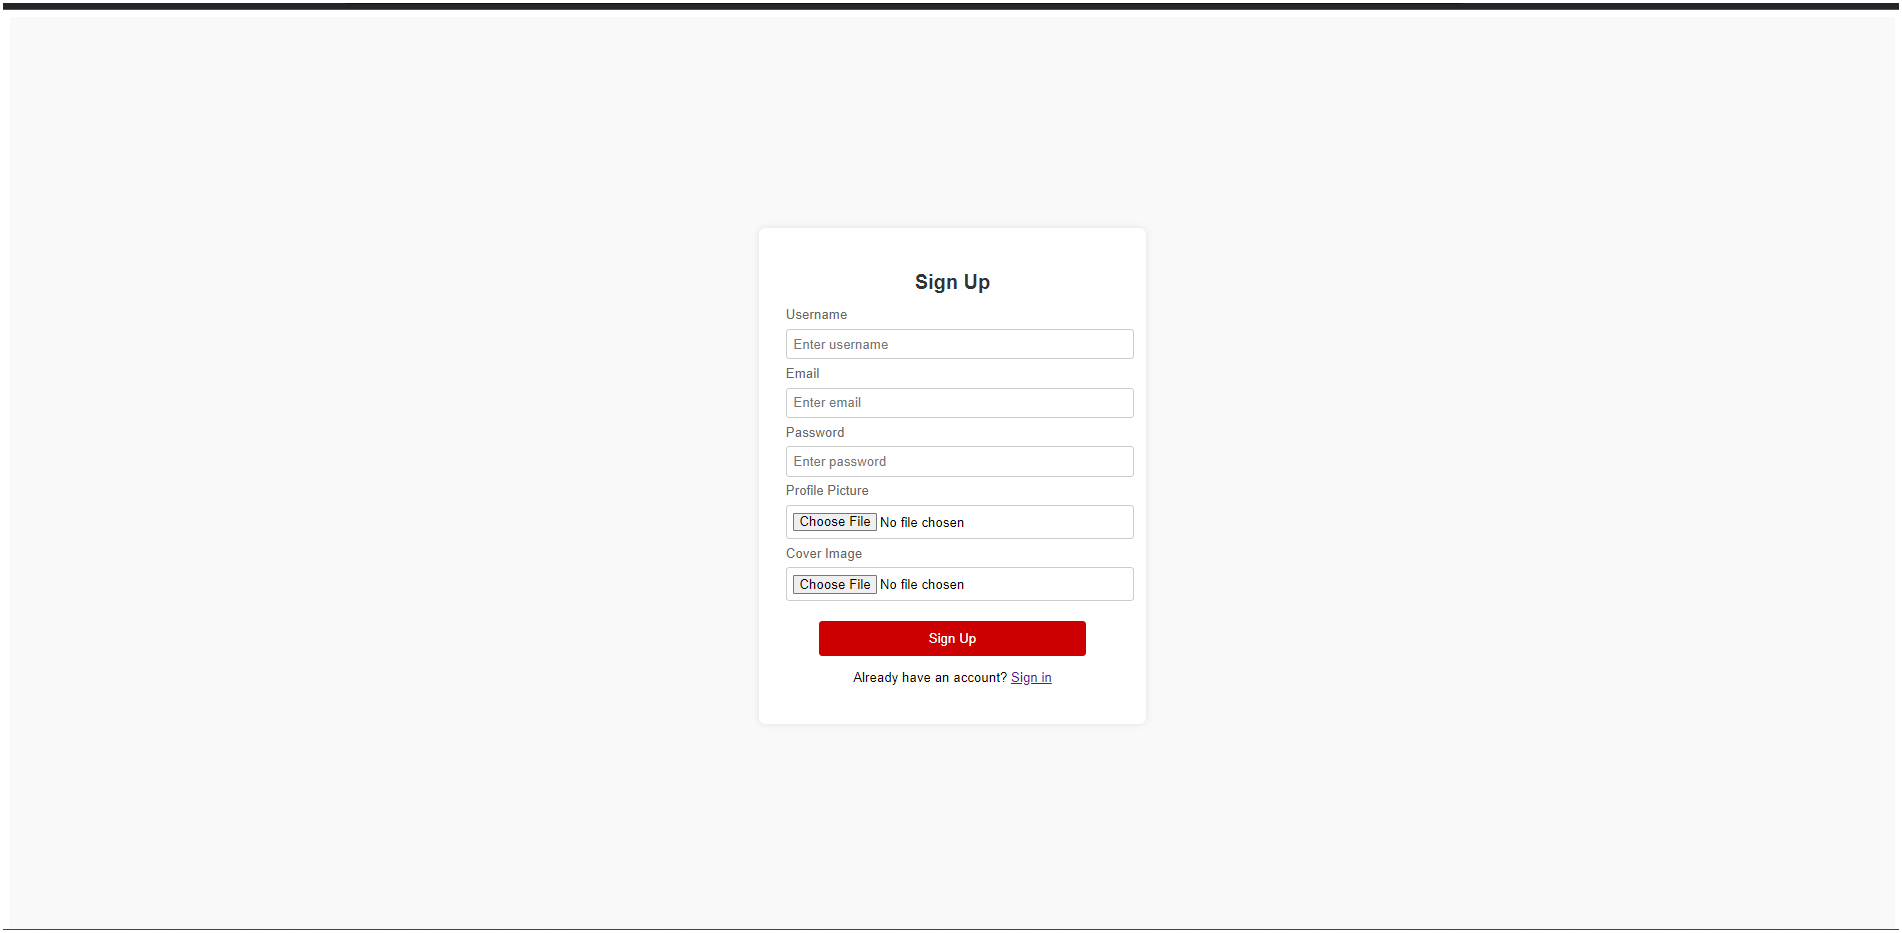 Sign Up
Username
Enter username
Email
Enter email
Password
Enter password
Profile Picture
Choose File No file chosen
Cover Image
Choose File No file chosen
Sign Up
Already have an account? Sign in